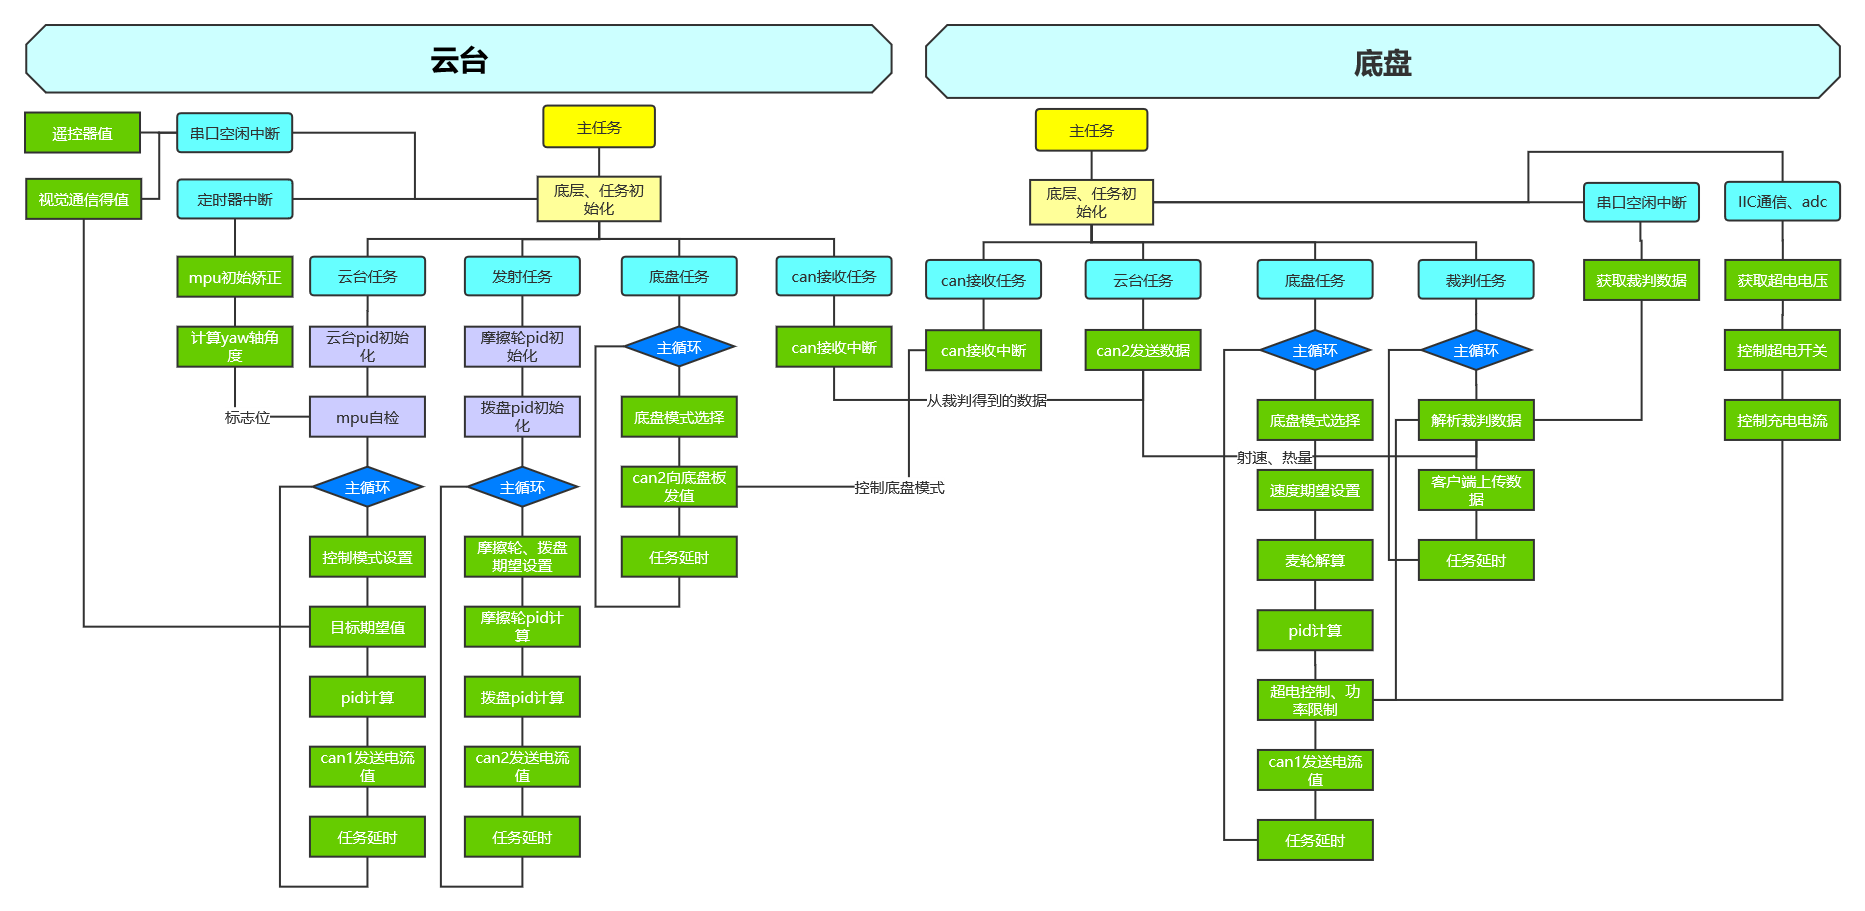 云台
遥控器值
串口空闲中断
主任务
视觉通信得值
定时器中断
底层、任务初
始化
mpu初始矫正
云台任务
发射任务
底盘任务
can接收任务
计算yaw轴角
度
云台pid初始
化
摩擦轮pid初
始化
主循环
can接收中断
标志位
mpu自检
拨盘pid初始
化
底盘模式选择
从裁判得到的数据
主循环
主循环
can2向底盘板
发值
控制底盘模式
控制模式设置
摩擦轮、拨盘
期望设置
任务延时
目标期望值
摩擦轮pid计
算
pid计算
拨盘pid计算
can1发送电流
值
can2发送电流
值
任务延时
任务延时
底盘
主任务
底层、任务初
始化
串口空闲中断
IIC通信、adc
can接收任务
云台任务
底盘任务
裁判任务
获取裁判数据
获取超电电压
can接收中断
can2发送数据
主循环
主循环
控制超电开关
底盘模式选择
解析裁判数据
控制充电电流
射速、热量
速度期望设置
客户端上传数
据
麦轮解算
任务延时
pid计算
超电控制、功
率限制
can1发送电流
值
任务延时